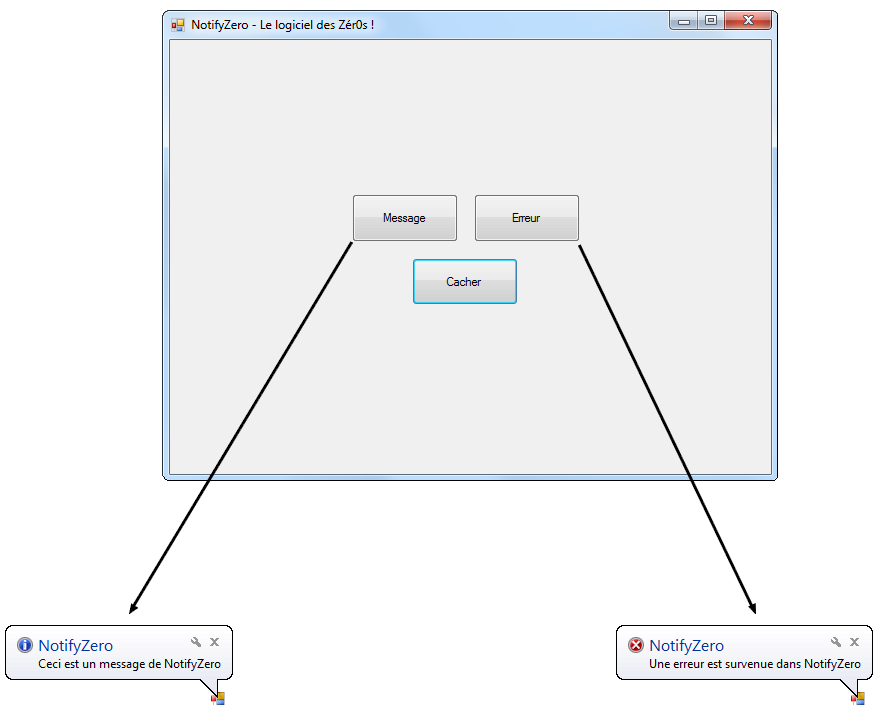 NotifyZero - Le logiciel des Zér0s !
Message
Erreur
Cacher
NotifyZero
Ceci est un message de NotifyZero
NotifyZero
Une erreur est survenue dans NotifyZero